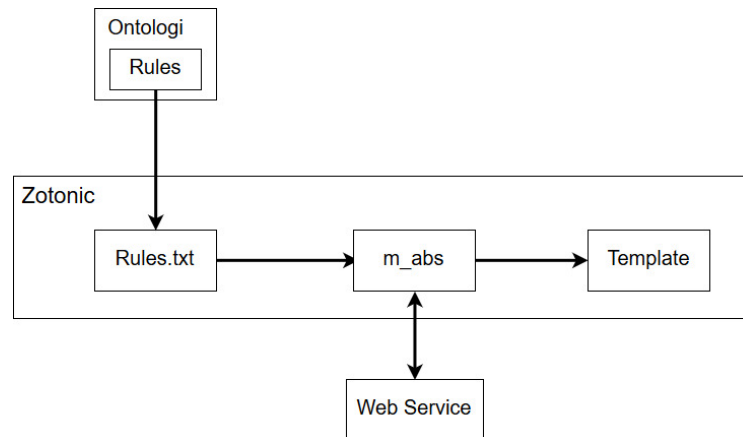 Ontologi
Rules
Zotonic
Rules.txt
m_abs
Template
Web Service